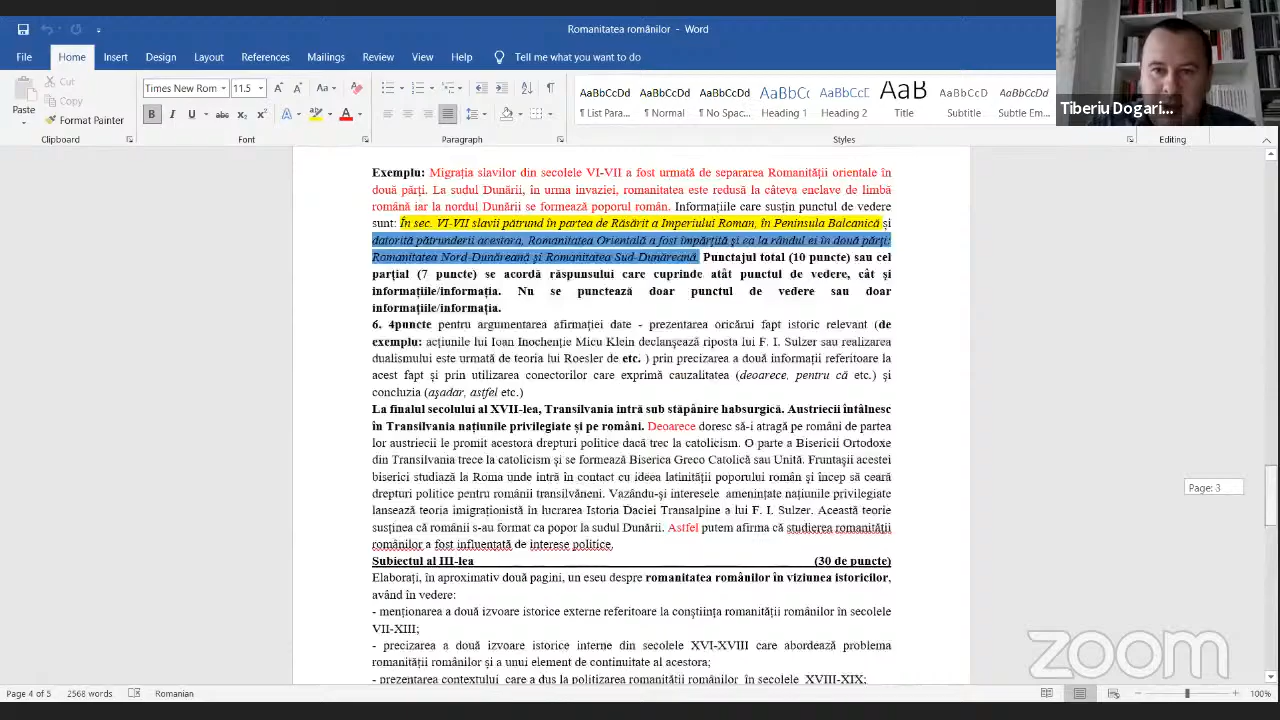 Romanitatea românilor - Word
File Home Insert Design Layout References Mailings Review View Help Tell me what you want to do
Paste
Cut
Copy
Format Painter
Clipboard
Times New Rom 11.5
Font
Paragraph
AaBbCcDd AaBbCcDd AaBbCcDd AaBbCc AaBbCcD AaB AaBbCcD AaBbCcDd
¶ List Para... ¶ Normal ¶ No Spac... Heading 1 Heading 2 Title Subtitle Subtle Em...
Styles
Editing
Tiberiu Dogari...
Exemplu: Migrația slavilor din secolele VI-VII a fost urmată de separarea Romanității orientale în
două părți. La sudul Dunării, în urma invaziei, romanitatea este redusă la câteva enclave de limbă
română iar la nordul Dunării se formează poporul român. Informațiile care susțin punctul de vedere
sunt: În sec. VI-VII slavii pătrund în partea de Răsărit a Imperiului Roman, în Peninsula Balcanică și
datorită pătrunderii acestora, Romanitatea Orientală a fost împărțită și ea la rândul ei în două părți:
Romanitatea Nord-Dunăreană și Romanitatea Sud-Dunăreană. Punctajul total (10 puncte) sau cel
parțial (7 puncte) se acordă răspunsului care cuprinde atât punctul de vedere, cât și
informațiile/informația. Nu se punctează doar punctul de vedere sau doar
informațiile/informația.
6. 4puncte pentru argumentarea afirmației date - prezentarea oricărui fapt istoric relevant (de
exemplu: acțiunile lui Ioan Inochenție Micu Klein declanșează riposta lui F. I. Sulzer sau realizarea
dualismului este urmată de teoria lui Roesler de etc. ) prin precizarea a două informații referitoare la
acest fapt și prin utilizarea conectorilor care exprimă cauzalitatea (deoarece, pentru că etc.) și
concluzia (așadar, astfel etc.)
La finalul secolului al XVII-lea, Transilvania intră sub stăpânire habsurgică. Austriecii întâlnesc
în Transilvania națiunile privilegiate și pe români. Deoarece doresc să-i atragă pe români de partea
lor austriecii le promit acestora drepturi politice dacă trec la catolicism. O parte a Bisericii Ortodoxe
din Transilvania trece la catolicism și se formează Biserica Greco Catolică sau Unită. Fruntașii acestei
biserici studiază la Roma unde intră în contact cu ideea latinității poporului român și încep să ceară
drepturi politice pentru românii transilvăneni. Vazându-și interesele amenințate națiunile privilegiate
lansează teoria imigraționistă în lucrarea Istoria Daciei Transalpine a lui F. I. Sulzer. Această teorie
susținea că românii s-au format ca popor la sudul Dunării. Astfel putem afirma că studierea romanității
românilor a fost influentată de interese politice.
Subiectul al III-lea (30 de puncte)
Elaborați, în aproximativ două pagini, un eseu despre romanitatea românilor în viziunea istoricilor,
având în vedere:
- menționarea a două izvoare istorice externe referitoare la conștiința romanității românilor în secolele
VII-XIII;
- precizarea a două izvoare istorice interne din secolele XVI-XVIII care abordează problema
romanității românilor și a unui element de continuitate al acestora;
- prezentarea contextului care a dus la politizarea romanității românilor în secolele XVIII-XIX;
Page: 3
zoom
Page 4 of 5 2568 words Romanian 100%